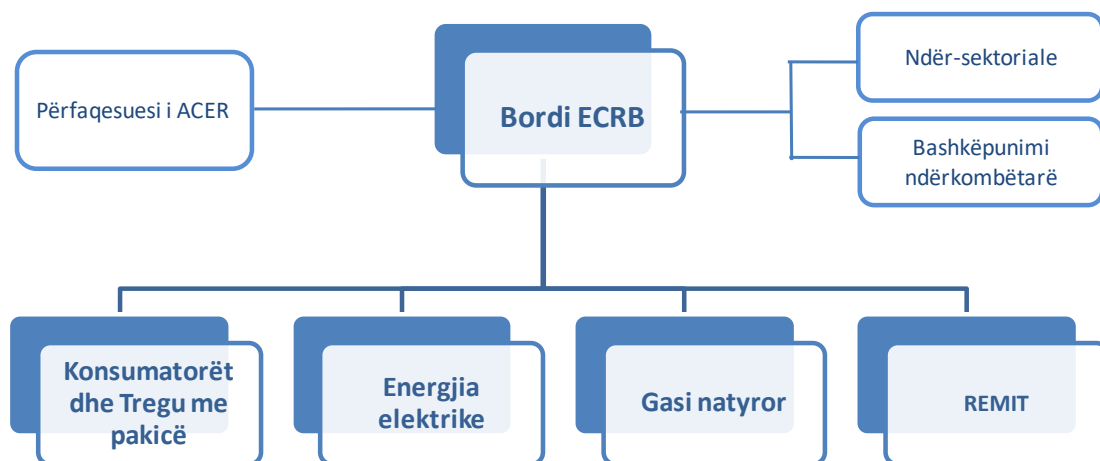 Përfaqesuesi i ACER
Bordi ECRB
Ndër-sektoriale
Bashkëpunimi
ndërkombëtarë
Konsumatorët
dhe Tregu me
pakicë
Energjia
elektrike
Gasi natyror
REMIT